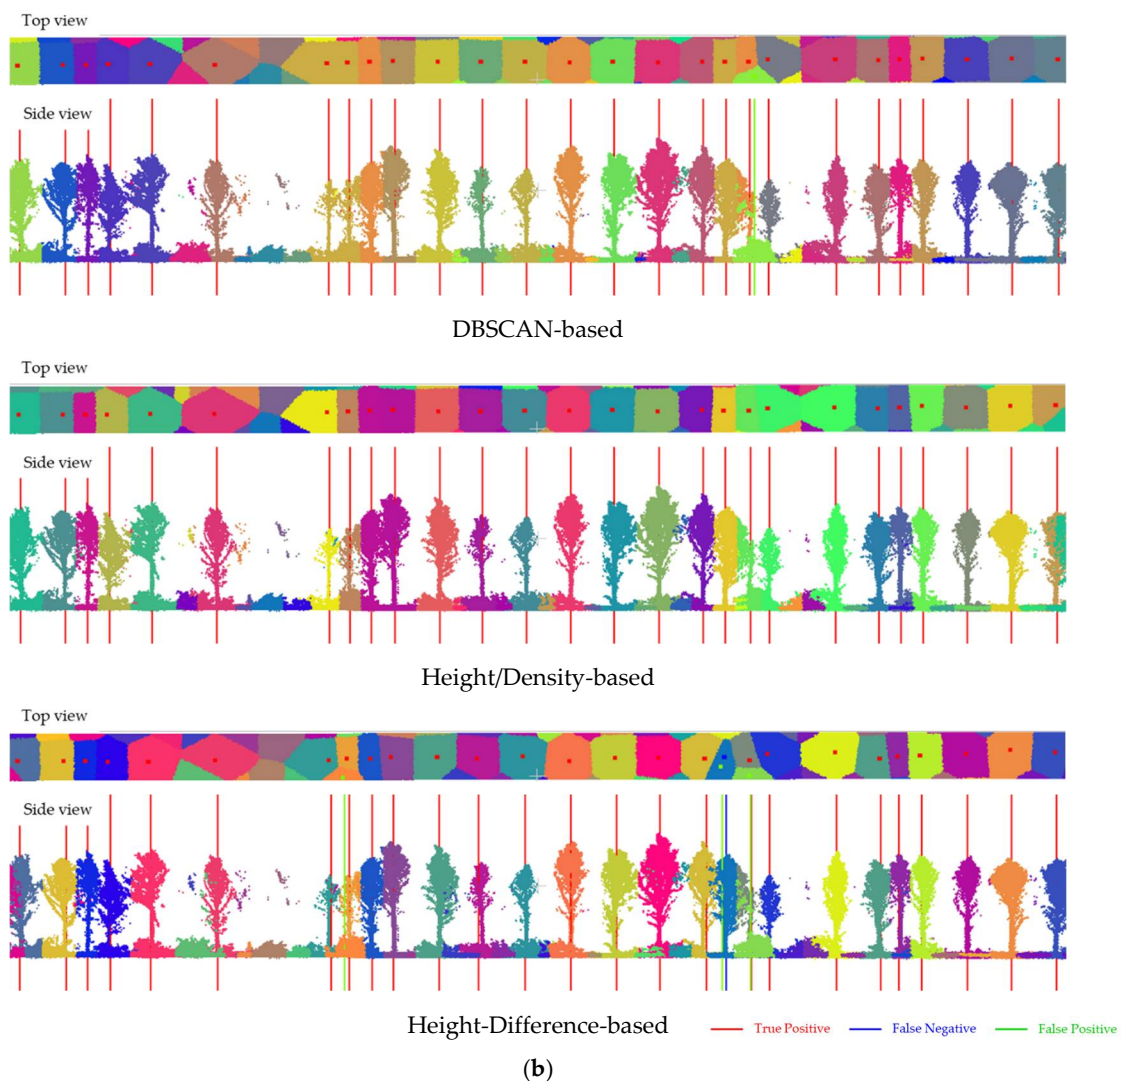 Top view
Side view
DBSCAN-based
Top view
Side view
Height/Density-based
Top view
Side view
Height-Difference-based
True Positive
False Negative
False Positive
(b)